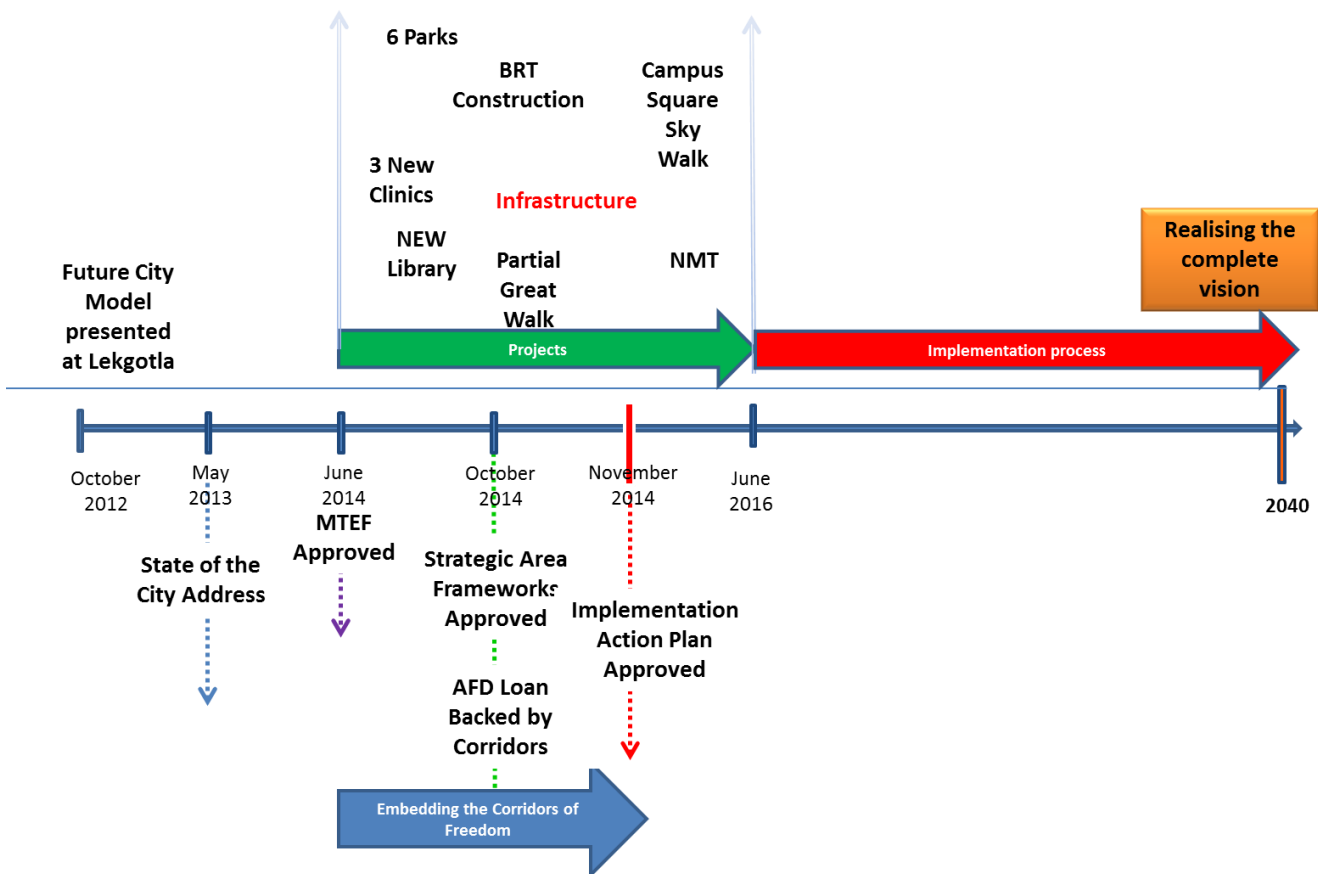 6 Parks
BRT
Construction
Campus
Square
Sky
Walk
3 New
Clinics
Infrastructure
NEW
Library
Partial
Great
Walk
NMT
Future City
Model
presented
at Lekgotla
Realising the
complete
vision
Projects
Implementation process
October
2012
May
2013
June
2014
October
2014
November
2014
June
2016
2040
State of the
City Address
MTEF
Approved
Strategic Area
Frameworks
Approved
AFD Loan
Backed by
Corridors
Implementation
Action Plan
Approved
Embedding the Corridors of
Freedom